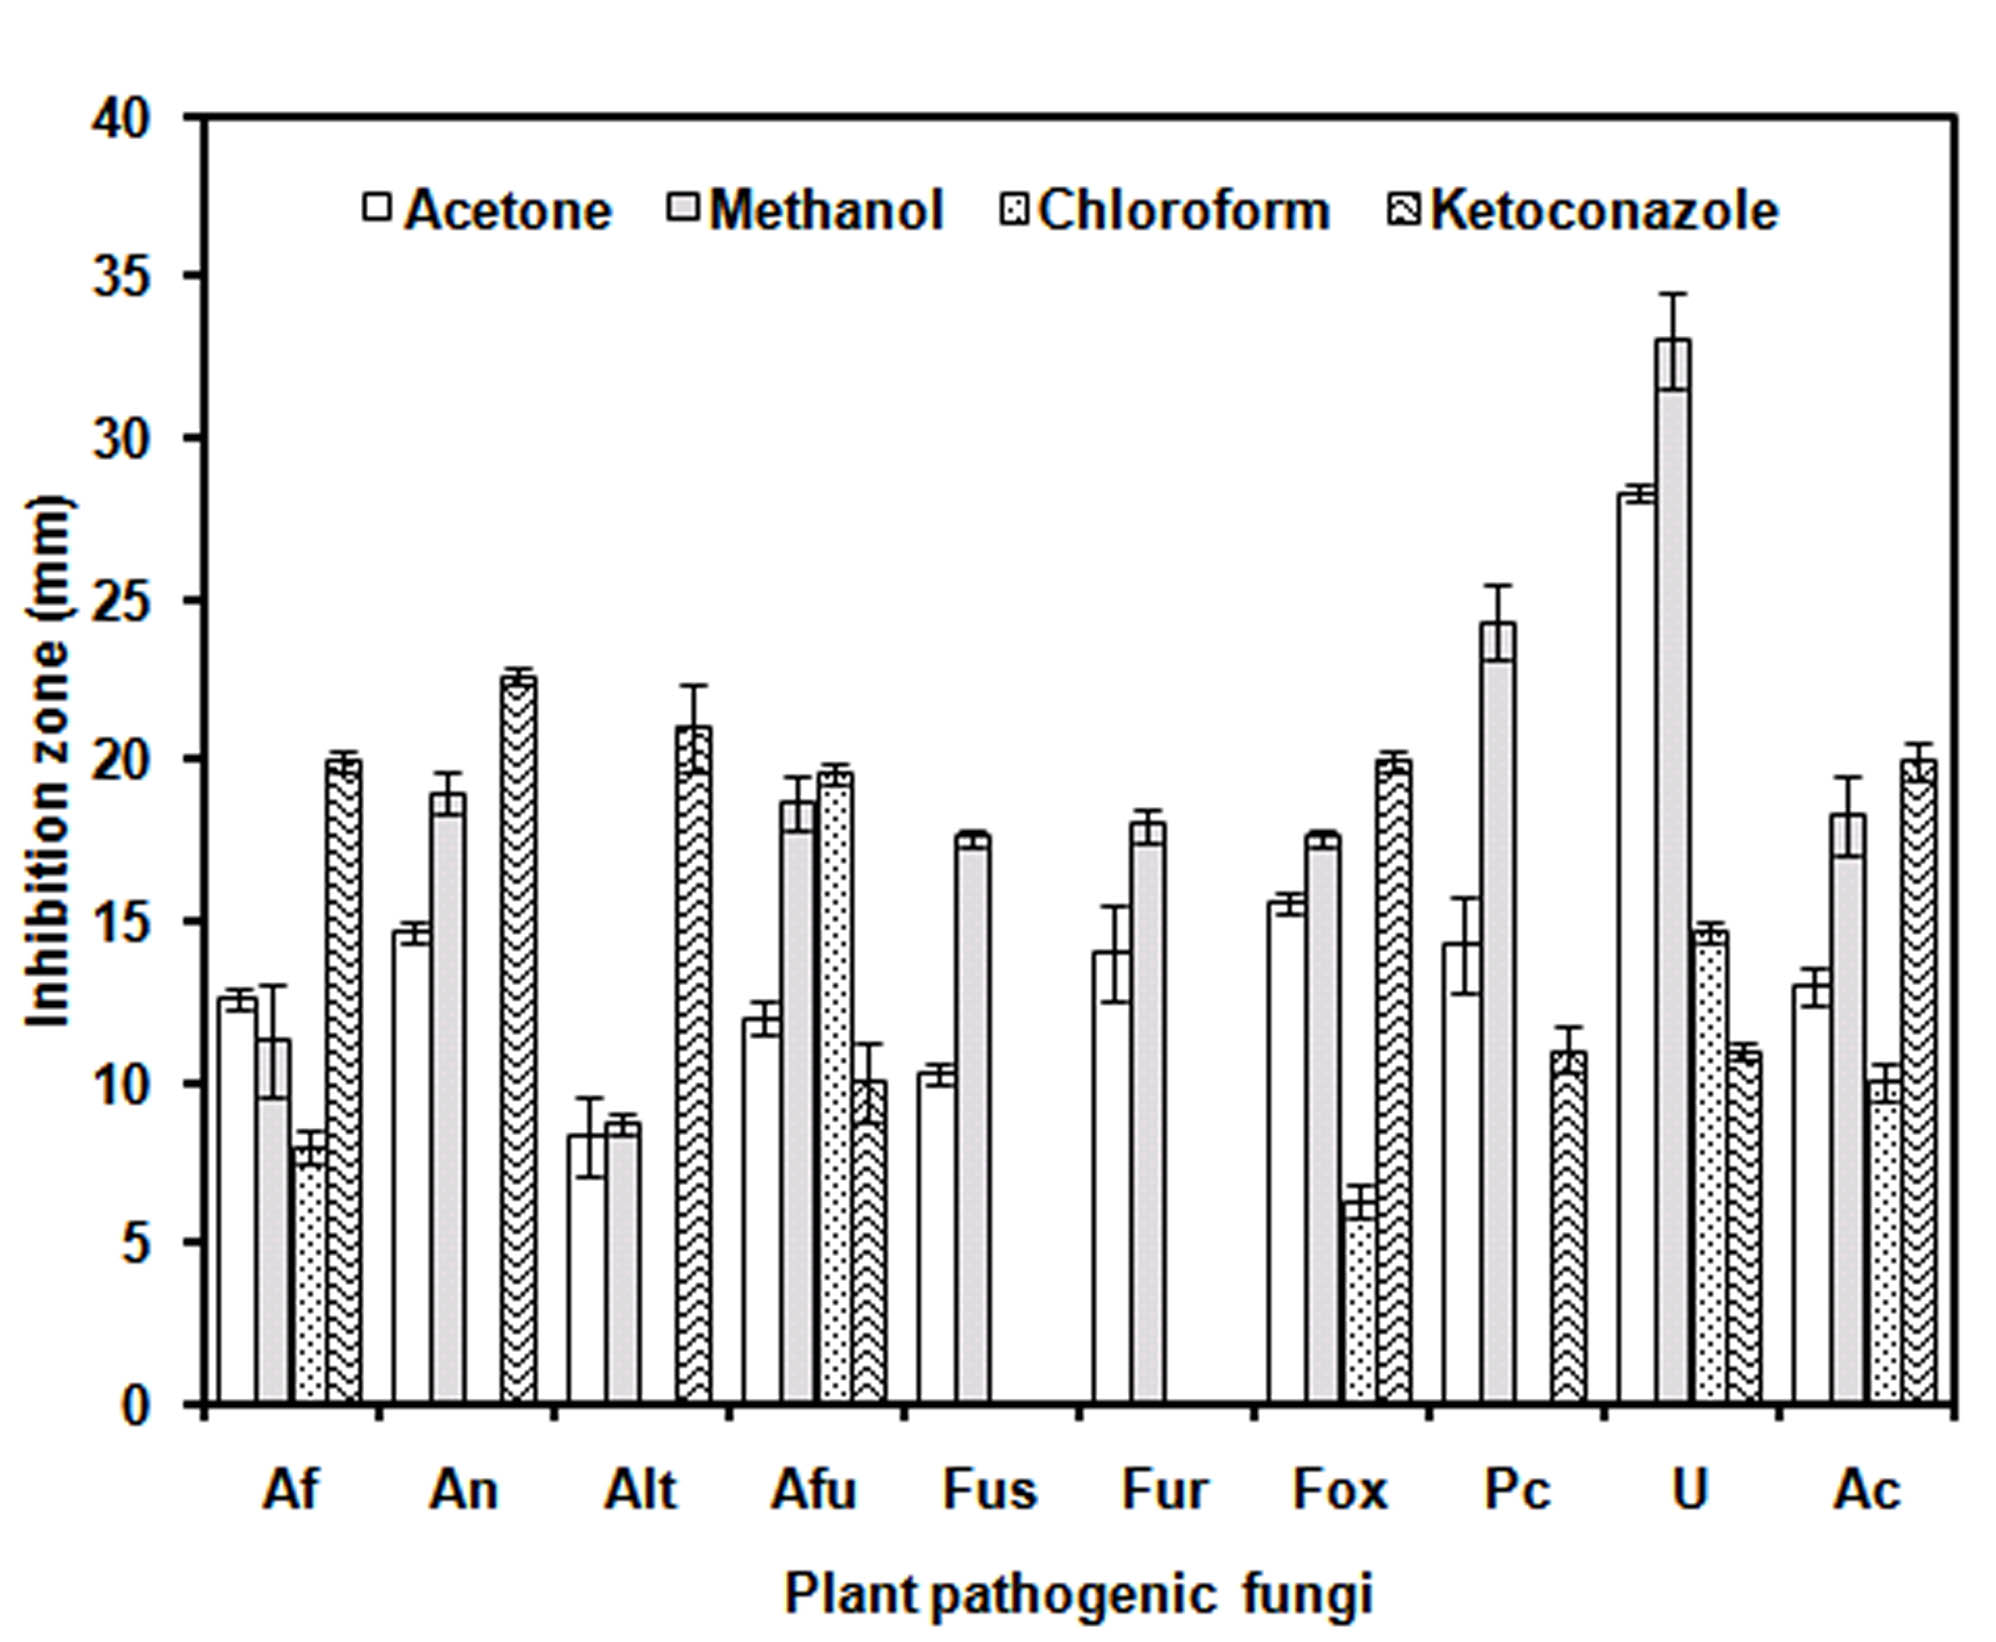 40
Acetone Methanol Chloroform Ketoconazole
35
30
25
20
15
10
5
0
Inhibition zone (mm)
Af An Alt Afu Fus Fur Fox Pc U Ac
Plant pathogenic fungi